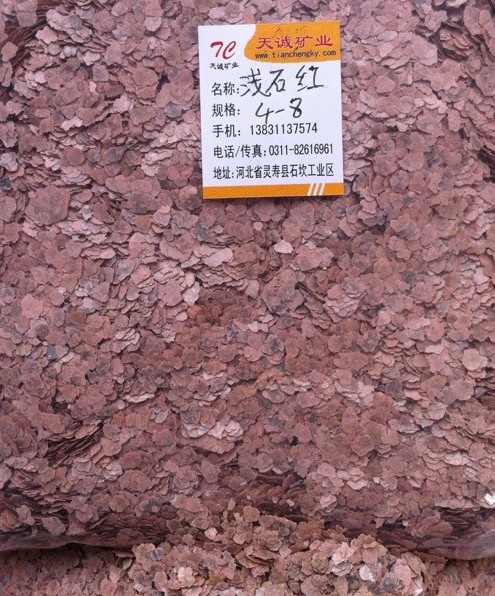 TC 天诚矿业
www.tianchengky.com
天诚矿业
名称:浅石红
规格: 4-8
手机: 13831137574
电话/传真:0311-82616961
地址:河北省灵寿县石坎工业区